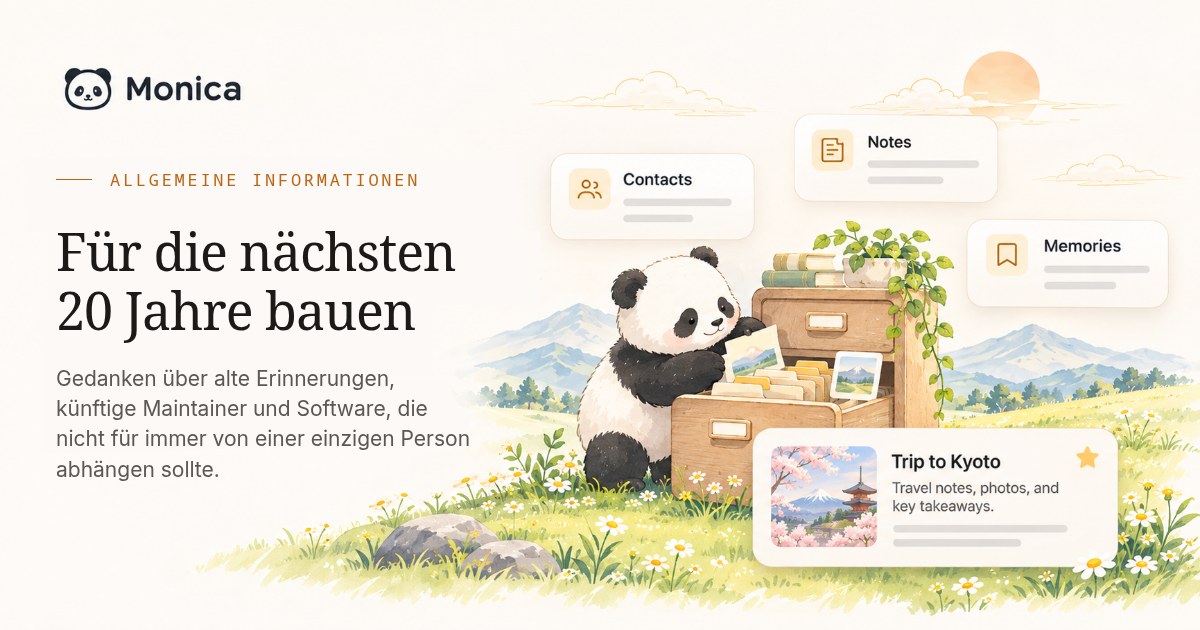 Monica
ALLGEMEINE INFORMATIONEN
Für die nächsten
20 Jahre bauen
Gedanken über alte Erinnerungen,
künftige Maintainer und Software, die
nicht für immer von einer einzigen Person
abhängen sollte.
Contacts
Notes
Memories
Trip to Kyoto
Travel notes, photos, and
key takeaways.